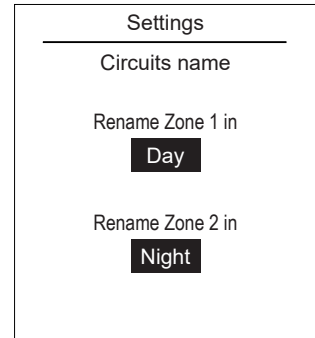 Settings
Circuits name
Rename Zone 1 in
Day
Rename Zone 2 in
Night